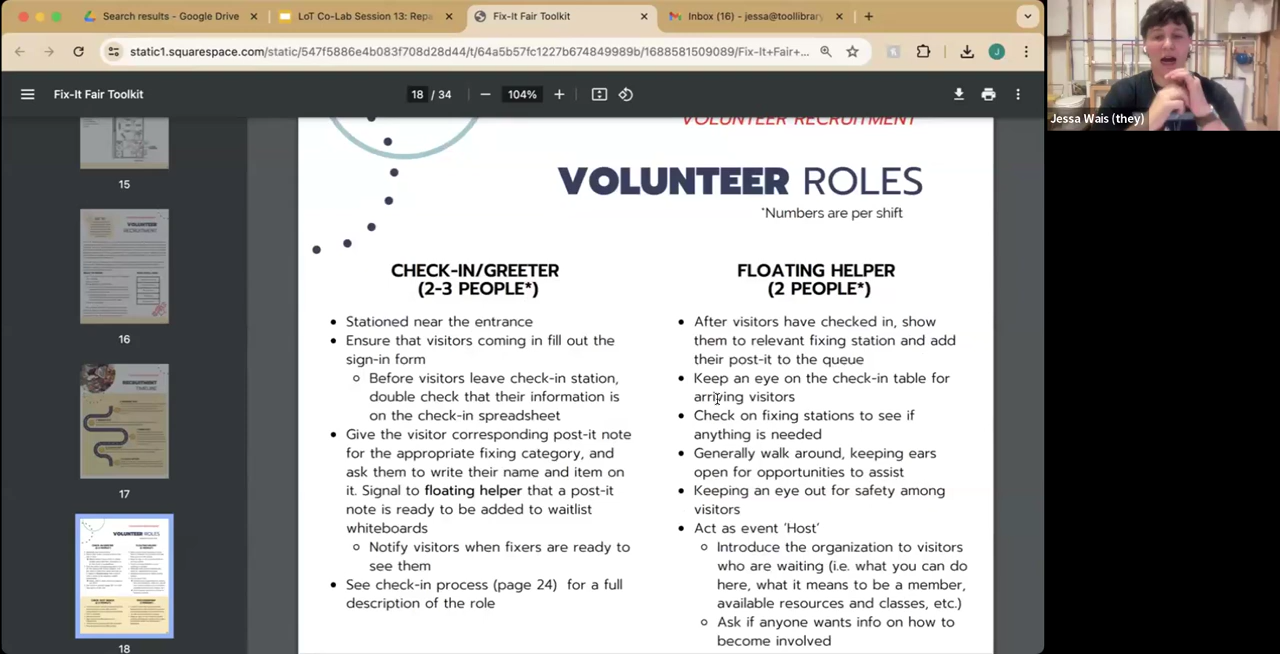 Search results - Google Drive
LoT Co-Lab Session 13: Repa
Fix-It Fair Toolkit
Inbox (16) - jessa@toollibrary
static1.squarespace.com/static/547f5886e4b083f708d28d44/t/64a5b57fc1227b674849989b/1688581509089/Fix-It+Fair+...
J
Fix-It Fair Toolkit
18 / 34
104%
Jessa Wais (they)
15
16
17
18
VOLUNTEER RECRUITMENT
VOLUNTEER ROLES
*Numbers are per shift
CHECK-IN/GREETER
(2-3 PEOPLE*)
• Stationed near the entrance
• Ensure that visitors coming in fill out the
sign-in form
◦ Before visitors leave check-in station,
double check that their information is
on the check-in spreadsheet
• Give the visitor corresponding post-it note
for the appropriate fixing category, and
ask them to write their name and item on
it. Signal to floating helper that a post-it
note is ready to be added to waitlist
whiteboards
◦ Notify visitors when fixers are ready to
see them
• See check-in process (page 24) for a full
description of the role
FLOATING HELPER
(2 PEOPLE*)
• After visitors have checked in, show
them to relevant fixing station and add
their post-it to the queue
• Keep an eye on the check-in table for
arriving visitors
• Check on fixing stations to see if
anything is needed
• Generally walk around, keeping ears
open for opportunities to assist
• Keeping an eye out for safety among
visitors
• Act as event 'Host'
◦ Introduce the organization to visitors
who are waiting (i.e. what you can do
here, what it means to be a member,
available resources and classes, etc.)
◦ Ask if anyone wants info on how to
become involved